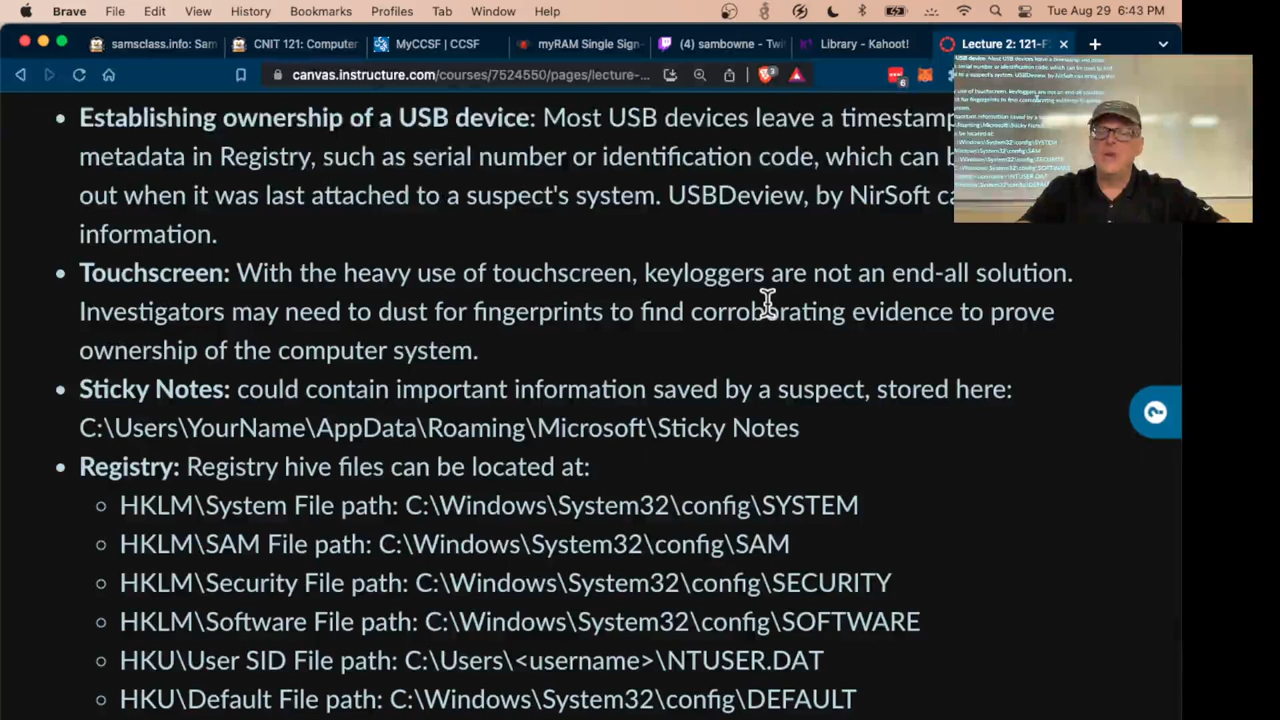 Brave File Edit View History Bookmarks Profiles Tab Window Help Tue Aug 29 6:43 PM
samsclass.info: Sam CNIT 121: Computer MyCCSF | CCSF myRAM Single Sign- (4) sambowne - Twi Library - Kahoot! Lecture 2: 121-F
canvas.instructure.com/courses/7524550/pages/lecture-... 3 6
• Establishing ownership of a USB device: Most USB devices leave a timestamp
metadata in Registry, such as serial number or identification code, which can b
out when it was last attached to a suspect's system. USBDeview, by NirSoft ca
information.
• Touchscreen: With the heavy use of touchscreen, keyloggers are not an end-all solution.
Investigators may need to dust for fingerprints to find corroborating evidence to prove
ownership of the computer system.
• Sticky Notes: could contain important information saved by a suspect, stored here:
C:\Users\YourName\AppData\Roaming\Microsoft\Sticky Notes
• Registry: Registry hive files can be located at:
○ HKLM\System File path: C:\Windows\System32\config\SYSTEM
○ HKLM\SAM File path: C:\Windows\System32\config\SAM
○ HKLM\Security File path: C:\Windows\System32\config\SECURITY
○ HKLM\Software File path: C:\Windows\System32\config\SOFTWARE
○ HKU\User SID File path: C:\Users\<username>\NTUSER.DAT
○ HKU\Default File path: C:\Windows\System32\config\DEFAULT